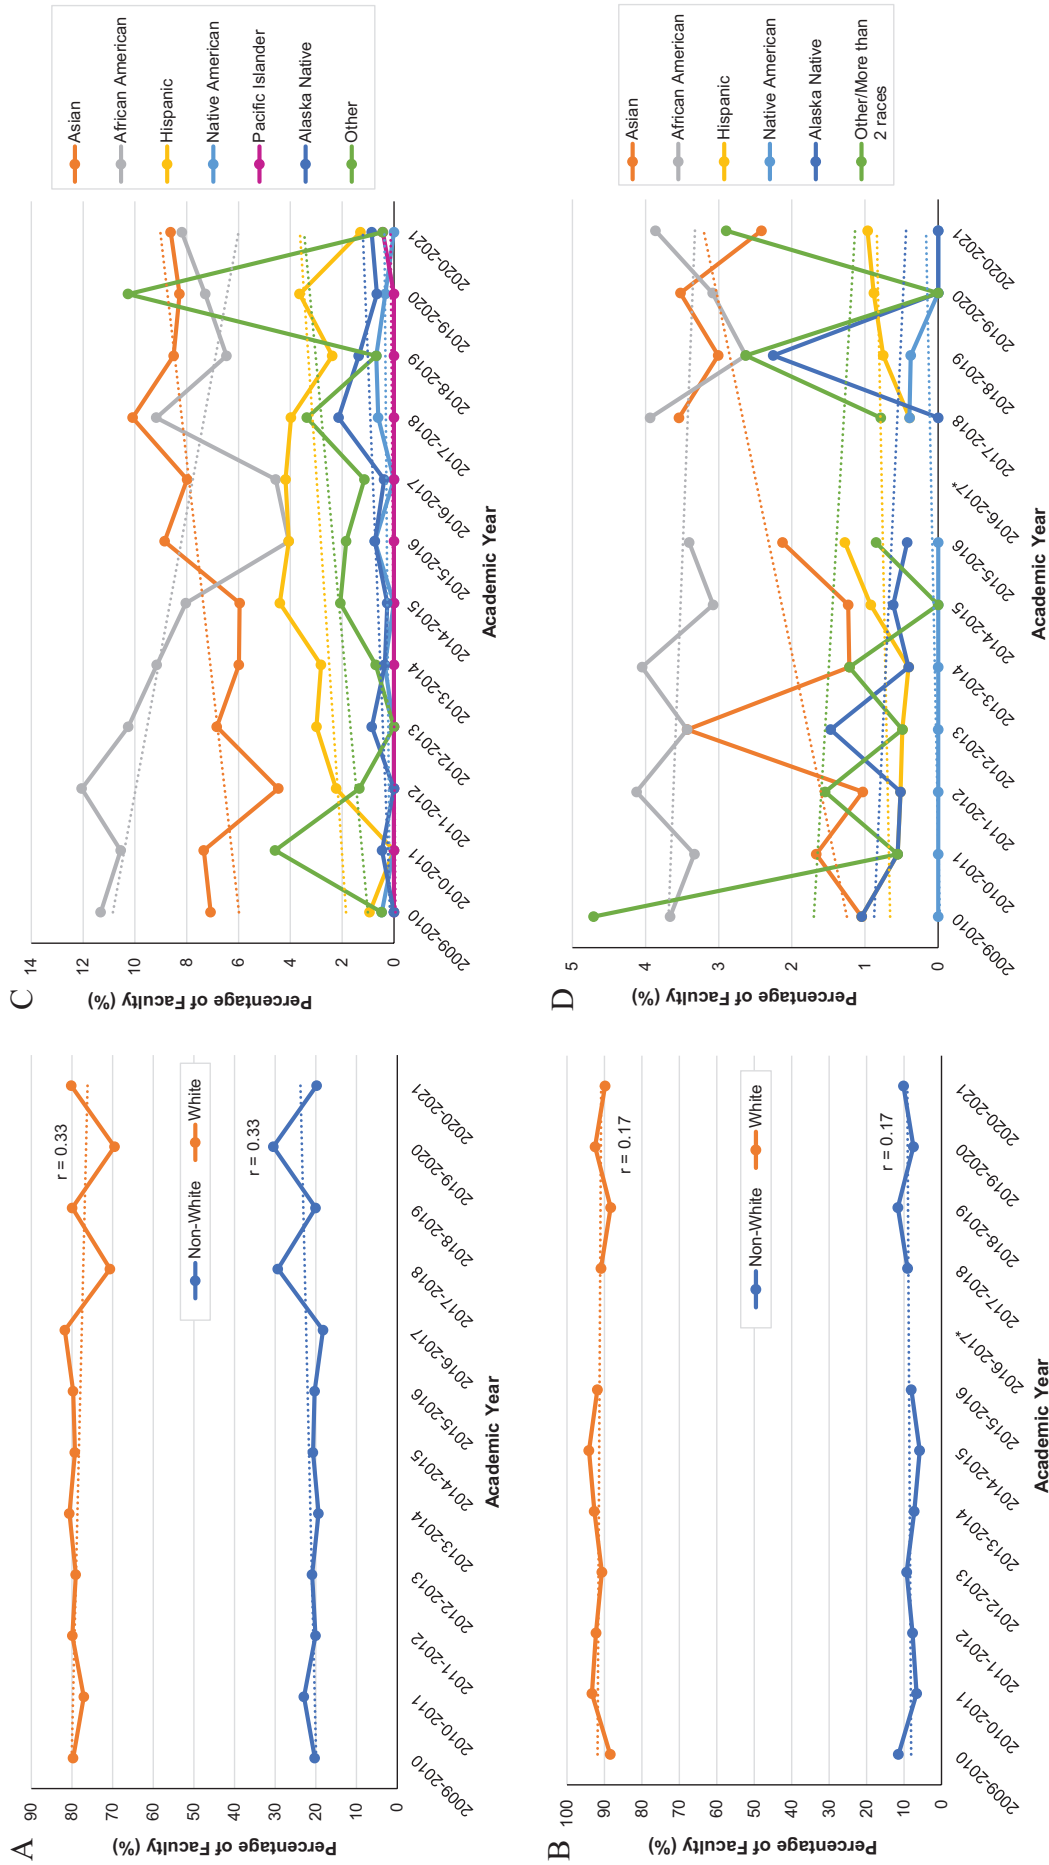 A
Percentage of Faculty (%)
90
80
70
60
50
40
30
20
10
0
r = 0.33
Non-White
White
r = 0.33
2009-2010
2010-2011
2011-2012
2012-2013
2013-2014
2014-2015
2015-2016
2016-2017
2017-2018
2018-2019
2019-2020
2020-2021
Academic Year
B
Percentage of Faculty (%)
100
90
80
70
60
50
40
30
20
10
0
r = 0.17
Non-White
White
r = 0.17
2009-2010
2010-2011
2011-2012
2012-2013
2013-2014
2014-2015
2015-2016
2016-2017*
2017-2018
2018-2019
2019-2020
2020-2021
Academic Year
C
Percentage of Faculty (%)
14
12
10
8
6
4
2
0
2009-2010
2010-2011
2011-2012
2012-2013
2013-2014
2014-2015
2015-2016
2016-2017
2017-2018
2018-2019
2019-2020
2020-2021
Academic Year
Asian
African American
Hispanic
Native American
Pacific Islander
Alaska Native
Other
D
Percentage of Faculty (%)
5
4
3
2
1
0
2009-2010
2010-2011
2011-2012
2012-2013
2013-2014
2014-2015
2015-2016
2016-2017*
2017-2018
2018-2019
2019-2020
2020-2021
Academic Year
Asian
African American
Hispanic
Native American
Alaska Native
Other/More than
2 races